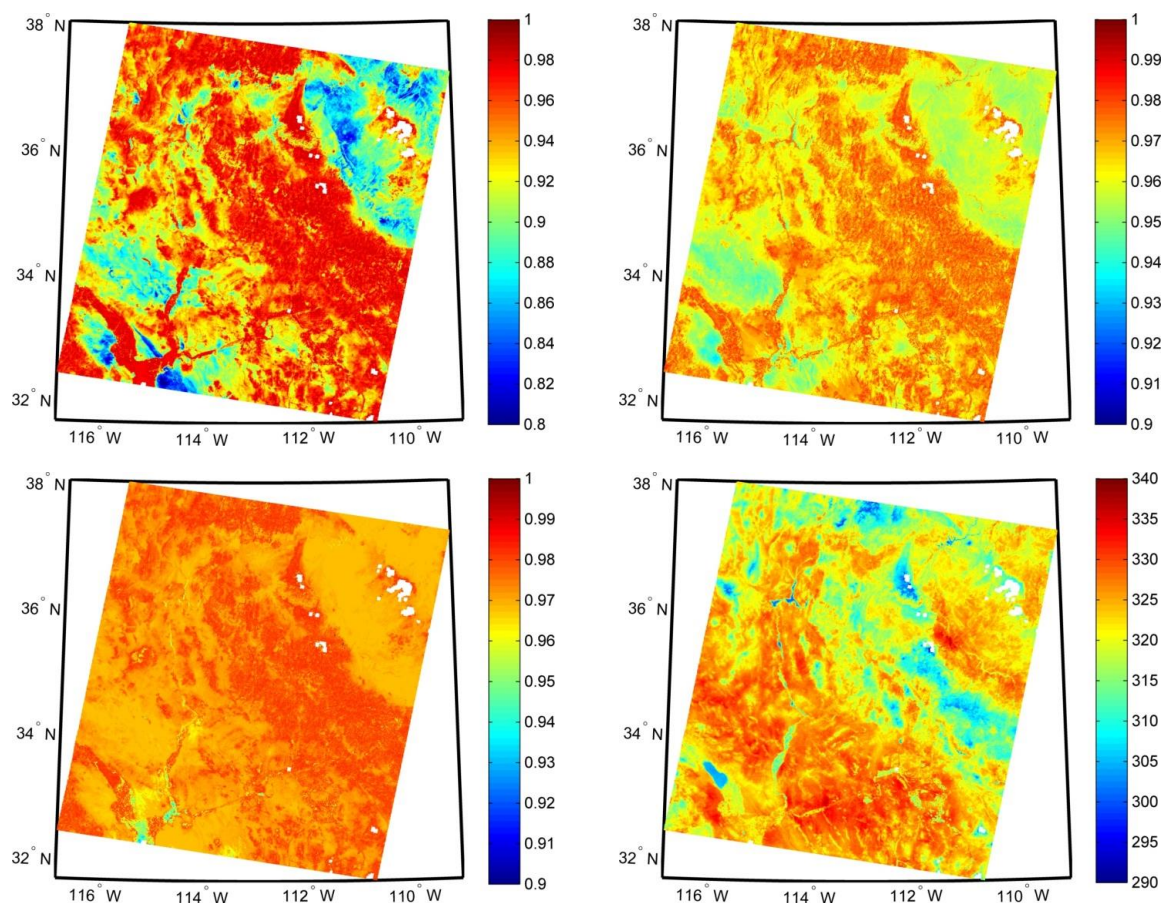 38° N
36° N
34° N
32° N
116° W
114° W
112° W
110° W
1
0.98
0.96
0.94
0.92
0.9
0.88
0.86
0.84
0.82
0.8
38° N
36° N
34° N
32° N
116° W
114° W
112° W
110° W
1
0.99
0.98
0.97
0.96
0.95
0.94
0.93
0.92
0.91
0.9
38° N
36° N
34° N
32° N
116° W
114° W
112° W
110° W
1
0.99
0.98
0.97
0.96
0.95
0.94
0.93
0.92
0.91
0.9
38° N
36° N
34° N
32° N
116° W
114° W
112° W
110° W
340
335
330
325
320
315
310
305
300
295
290